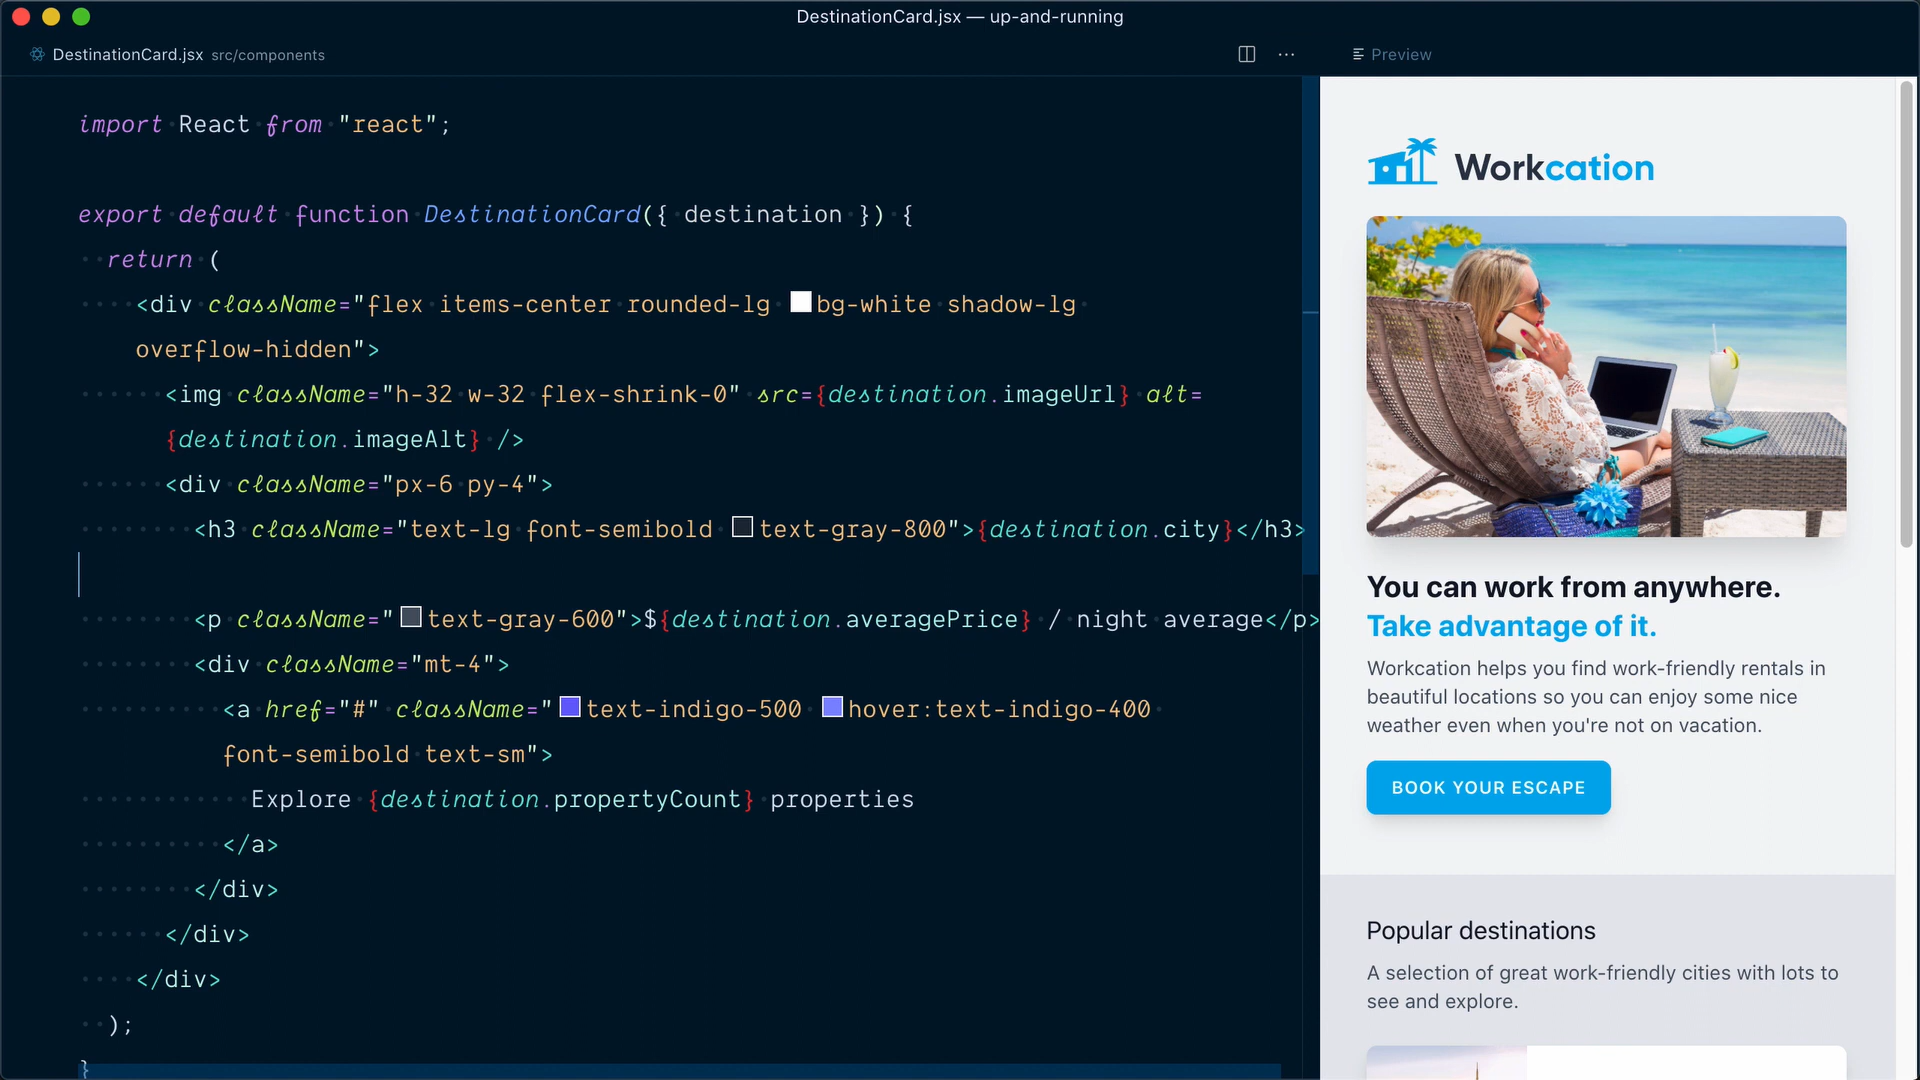 DestinationCard.jsx — up-and-running
DestinationCard.jsx src/components
import React from "react";
export default function DestinationCard({ destination }) {
return (
<div className="flex items-center rounded-lg bg-white shadow-lg
overflow-hidden">
<img className="h-32 w-32 flex-shrink-0" src={destination.imageUrl} alt=
{destination.imageAlt} />
<div className="px-6 py-4">
<h3 className="text-lg font-semibold text-gray-800">{destination.city}</h3>
<p className="text-gray-600">${destination.averagePrice} / night average</p>
<div className="mt-4">
<a href="#" className="text-indigo-500 hover:text-indigo-400
font-semibold text-sm">
Explore {destination.propertyCount} properties
</a>
</div>
</div>
</div>
);
}
Preview
Workcation
You can work from anywhere.
Take advantage of it.
Workcation helps you find work-friendly rentals in
beautiful locations so you can enjoy some nice
weather even when you're not on vacation.
BOOK YOUR ESCAPE
Popular destinations
A selection of great work-friendly cities with lots to
see and explore.